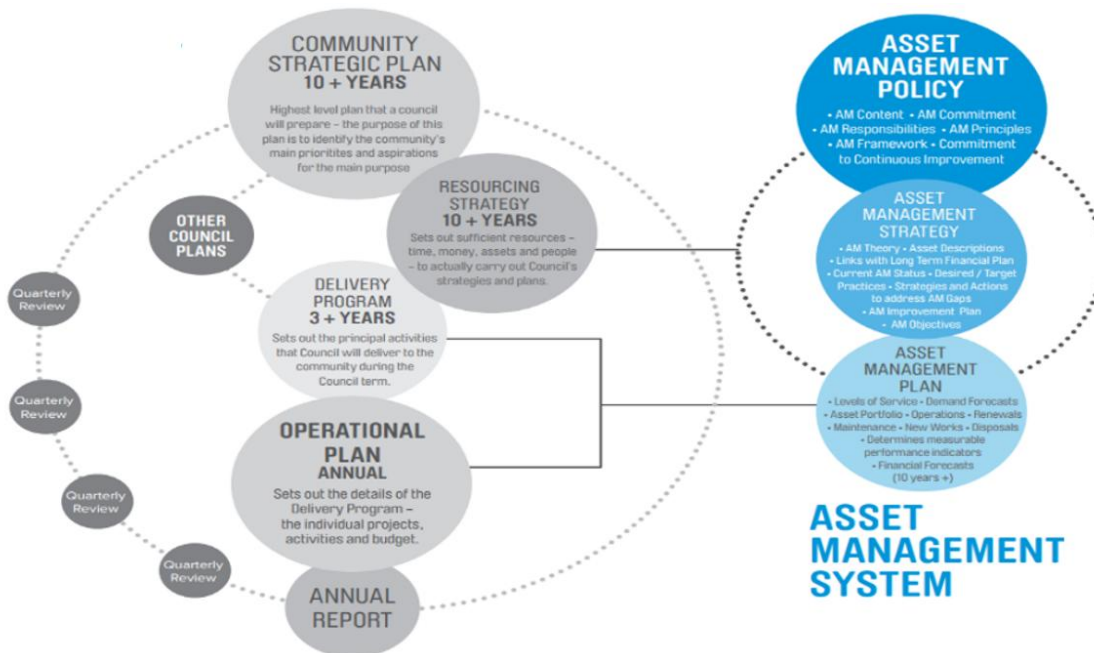 COMMUNITY
STRATEGIC PLAN
10 + YEARS
Highest level plan that a council
will prepare – the purpose of this
plan is to identify the community's
main prioritites and aspirations
for the main purpose
RESOURCING
STRATEGY
10 + YEARS
Sets out sufficient resources –
time, money, assets and people
– to actually carry out Council's
strategies and plans.
OTHER
COUNCIL
PLANS
DELIVERY
PROGRAM
3 + YEARS
Sets out the principal activities
that Council will deliver to the
community during the
Council term.
OPERATIONAL
PLAN
ANNUAL
Sets out the details of the
Delivery Program –
the individual projects,
activities and budget.
ANNUAL
REPORT
Quarterly
Review
Quarterly
Review
Quarterly
Review
Quarterly
Review
ASSET
MANAGEMENT
POLICY
• AM Content • AM Commitment
• AM Responsibilities • AM Principles
• AM Framework • Commitment
to Continuous Improvement
ASSET
MANAGEMENT
STRATEGY
• AM Theory • Asset Descriptions
• Links with Long Term Financial Plan
• Current AM Status • Desired / Target
Practices • Strategies and Actions
to address AM Gaps
• AM Improvement Plan
• AM Objectives
ASSET
MANAGEMENT
PLAN
• Levels of Service • Demand Forecasts
• Asset Portfolio • Operations • Renewals
• Maintenance • New Works • Disposals
• Determines measurable
performance indicators
• Financial Forecasts
(10 years +)
ASSET
MANAGEMENT
SYSTEM